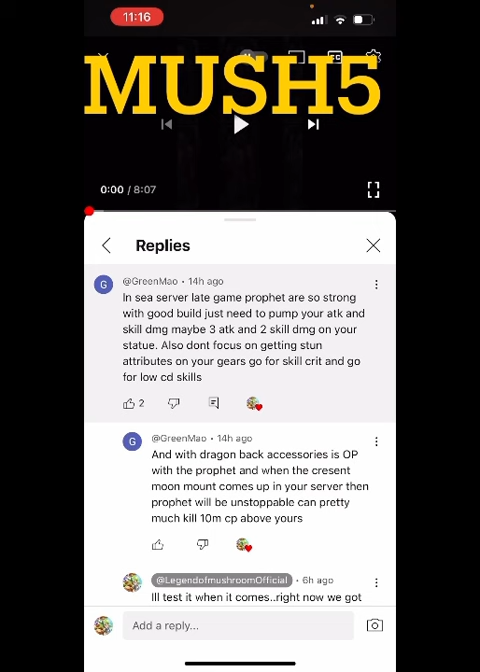 11:16
MUSH5
0:00 / 8:07
Replies
@GreenMao • 14h ago
In sea server late game prophet are so strong
with good build just need to pump your atk and
skill dmg maybe 3 atk and 2 skill dmg on your
statue. Also dont focus on getting stun
attributes on your gears go for skill crit and go
for low cd skills
2
@GreenMao • 14h ago
And with dragon back accessories is OP
with the prophet and when the cresent
moon mount comes up in your server then
prophet will be unstoppable can pretty
much kill 10m cp above yours
@LegendofmushroomOfficial • 6h ago
Ill test it when it comes..right now we got
Add a reply...